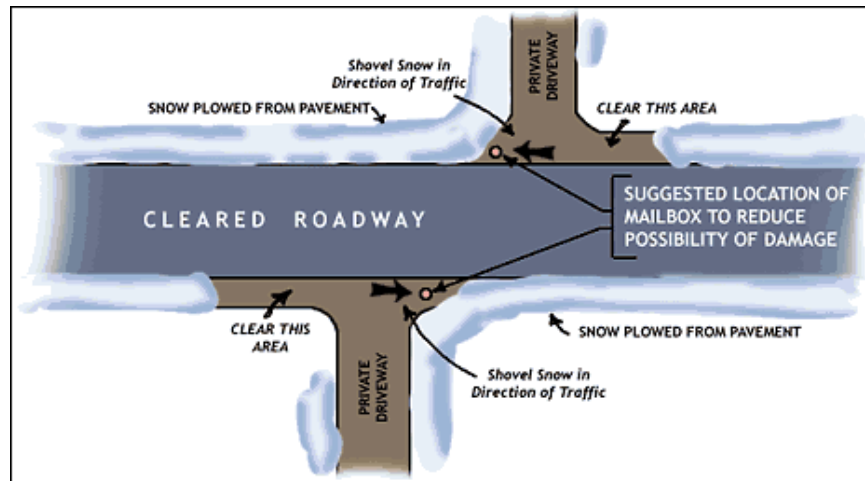 PRIVATE
DRIVEWAY
Shovel Snow in
Direction of Traffic
SNOW PLOWED FROM PAVEMENT
CLEAR THIS AREA
CLEARED ROADWAY
SUGGESTED LOCATION OF
MAILBOX TO REDUCE
POSSIBILITY OF DAMAGE
CLEAR THIS
AREA
SNOW PLOWED FROM PAVEMENT
Shovel Snow in
Direction of Traffic
PRIVATE
DRIVEWAY